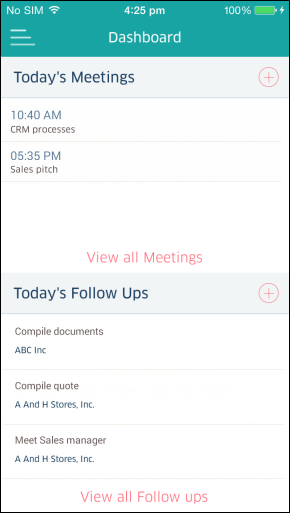 No SIM 4:25 pm 100%
Dashboard
Today's Meetings
10:40 AM
CRM processes
05:35 PM
Sales pitch
View all Meetings
Today's Follow Ups
Compile documents
ABC Inc
Compile quote
A And H Stores, Inc.
Meet Sales manager
A And H Stores, Inc.
View all Follow ups